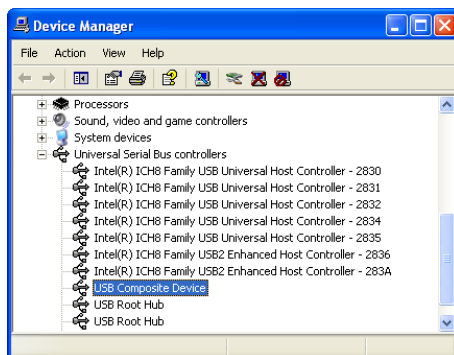 Device Manager
File Action View Help
Processors
Sound, video and game controllers
System devices
Universal Serial Bus controllers
Intel(R) ICH8 Family USB Universal Host Controller - 2830
Intel(R) ICH8 Family USB Universal Host Controller - 2831
Intel(R) ICH8 Family USB Universal Host Controller - 2832
Intel(R) ICH8 Family USB Universal Host Controller - 2834
Intel(R) ICH8 Family USB Universal Host Controller - 2835
Intel(R) ICH8 Family USB2 Enhanced Host Controller - 2836
Intel(R) ICH8 Family USB2 Enhanced Host Controller - 283A
USB Composite Device
USB Root Hub
USB Root Hub